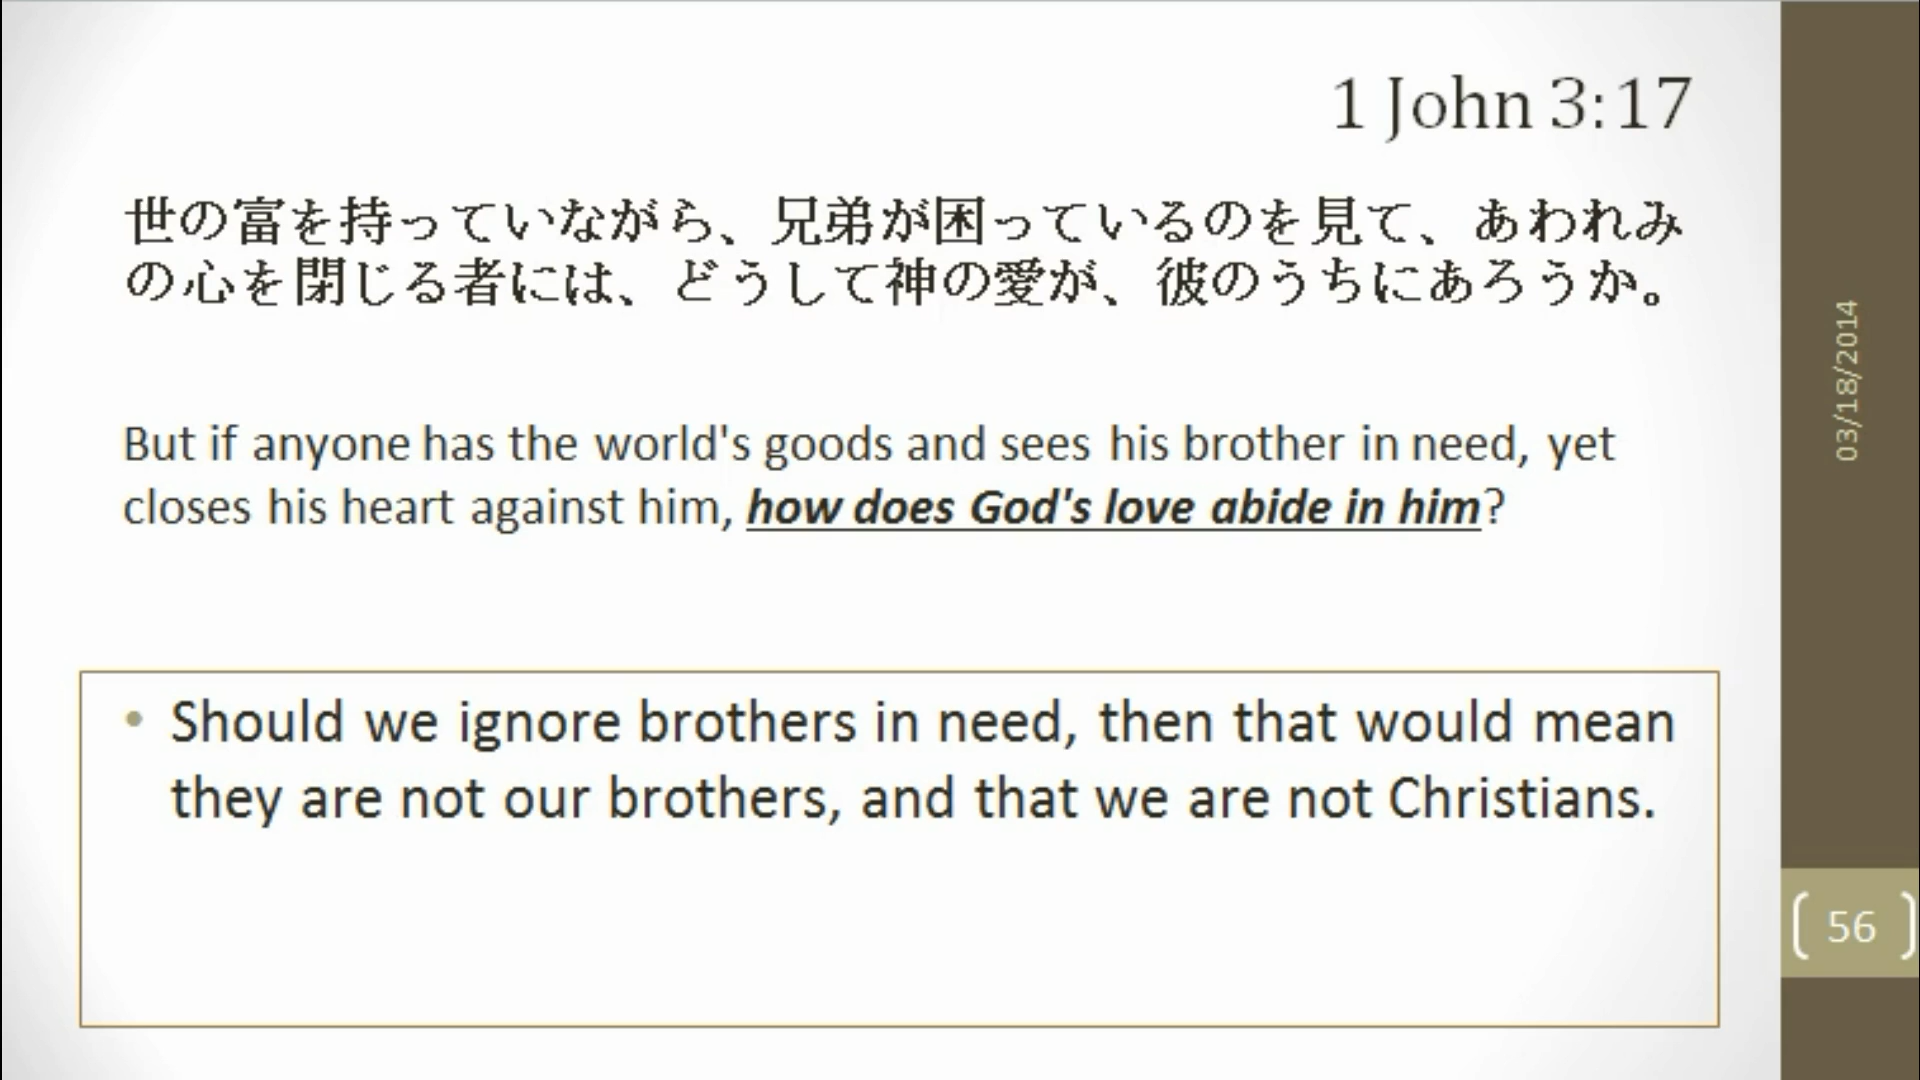 1 John 3:17
世の富を持っていながら、兄弟が困っているのを見て、あわれみ
の心を閉じる者には、どうして神の愛が、彼のうちにあろうか。
But if anyone has the world's goods and sees his brother in need, yet
closes his heart against him, how does God's love abide in him?
• Should we ignore brothers in need, then that would mean
they are not our brothers, and that we are not Christians.
03/18/2014
56